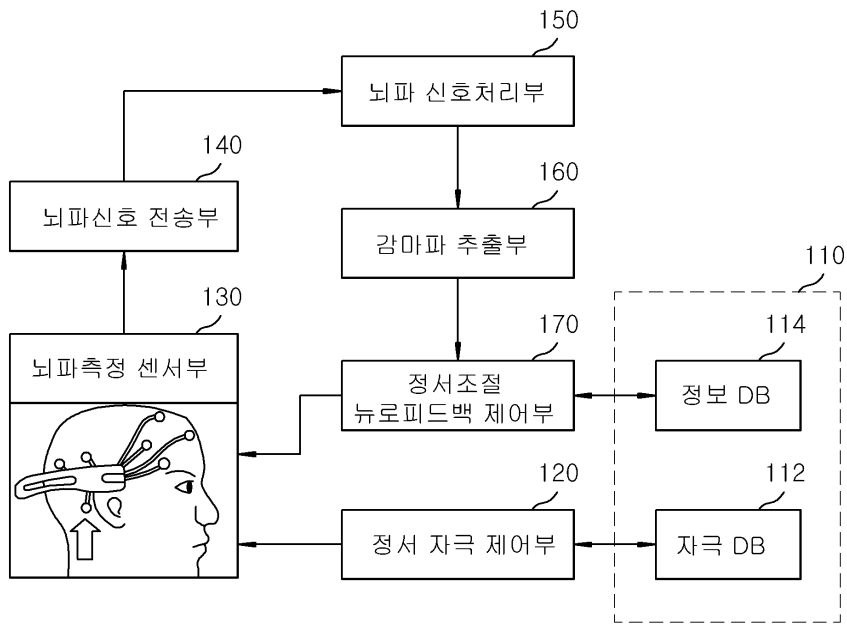 150
뇌파 신호처리부
140
뇌파신호 전송부
160
감마파 추출부
110
130
뇌파측정 센서부
170
정서조절
뉴로피드백 제어부
114
정보 DB
120
정서 자극 제어부
112
자극 DB